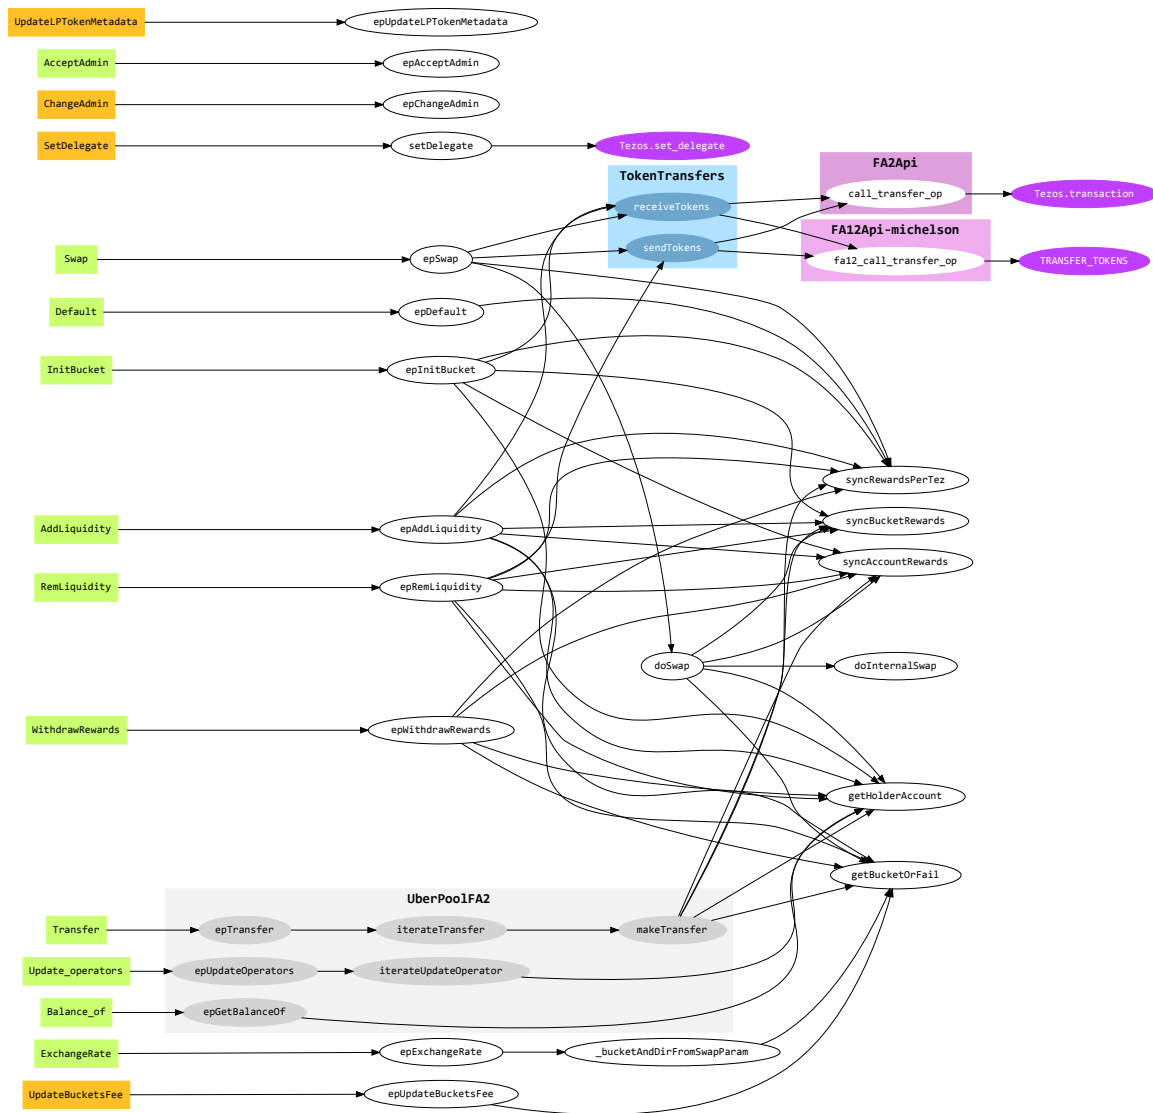 UpdateLPTokenMetadata
epUpdateLPTokenMetadata
AcceptAdmin
epAcceptAdmin
ChangeAdmin
epChangeAdmin
SetDelegate
setDelegate
Tezos.set_delegate
TokenTransfers
receiveTokens
sendTokens
FA2Api
call_transfer_op
Tezos.transaction
FA12Api-michelson
fa12_call_transfer_op
TRANSFER_TOKENS
Swap
epSwap
Default
epDefault
InitBucket
epInitBucket
syncRewardsPerTez
syncBucketRewards
AddLiquidity
epAddLiquidity
syncAccountRewards
RemLiquidity
epRemLiquidity
doSwap
doInternalSwap
WithdrawRewards
epWithdrawRewards
getHolderAccount
getBucketOrFail
UberPoolFA2
Transfer
epTransfer
iterateTransfer
makeTransfer
Update_operators
epUpdateOperators
iterateUpdateOperator
Balance_of
epGetBalanceOf
ExchangeRate
epExchangeRate
_bucketAndDirFromSwapParam
UpdateBucketsFee
epUpdateBucketsFee